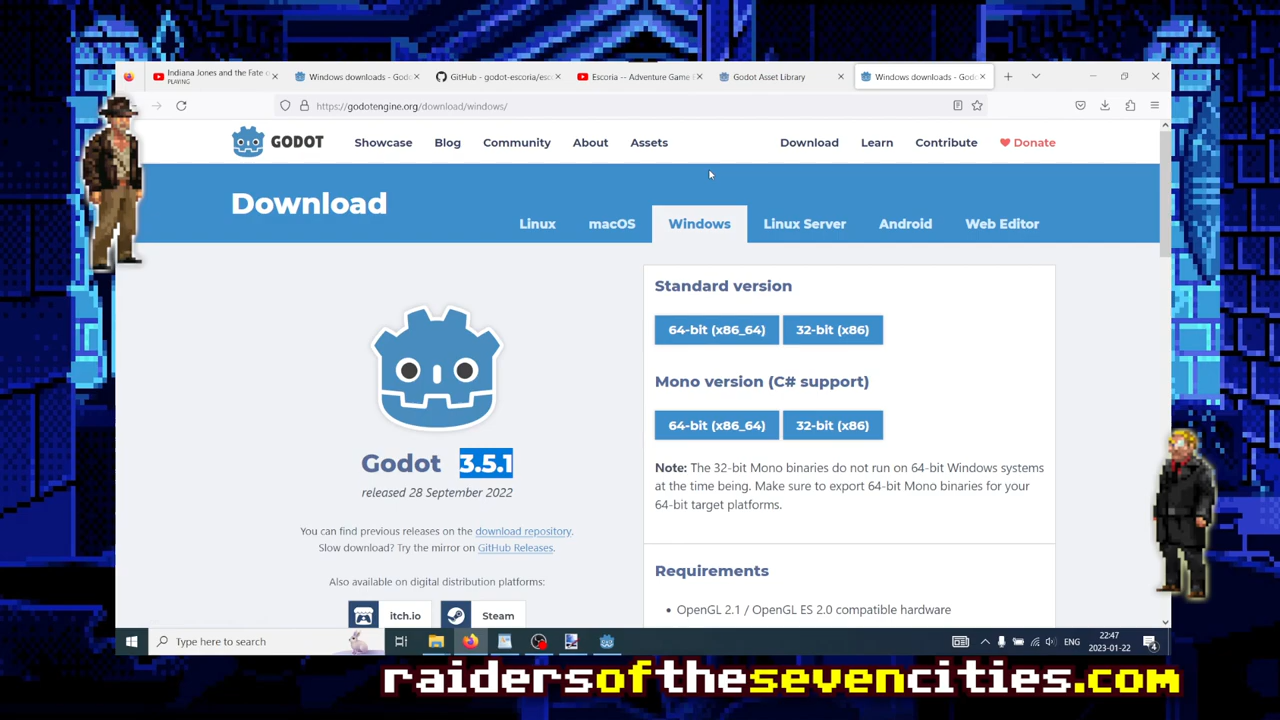 Indiana Jones and the Fate o
PLAYING
Windows downloads - Godo
GitHub - godot-escoria/esc
Escoria -- Adventure Game E
Godot Asset Library
Windows downloads - Godo
https://godotengine.org/download/windows/
GODOT
Showcase
Blog
Community
About
Assets
Download
Learn
Contribute
Donate
Download
Linux
macOS
Windows
Linux Server
Android
Web Editor
Standard version
64-bit (x86_64)
32-bit (x86)
Mono version (C# support)
64-bit (x86_64)
32-bit (x86)
Note: The 32-bit Mono binaries do not run on 64-bit Windows systems
at the time being. Make sure to export 64-bit Mono binaries for your
64-bit target platforms.
Godot 3.5.1
released 28 September 2022
You can find previous releases on the download repository.
Slow download? Try the mirror on GitHub Releases.
Also available on digital distribution platforms:
itch.io
Steam
Requirements
• OpenGL 2.1 / OpenGL ES 2.0 compatible hardware
Type here to search
ENG
22:47
2023-01-22
4
raidersofthesevencities.com